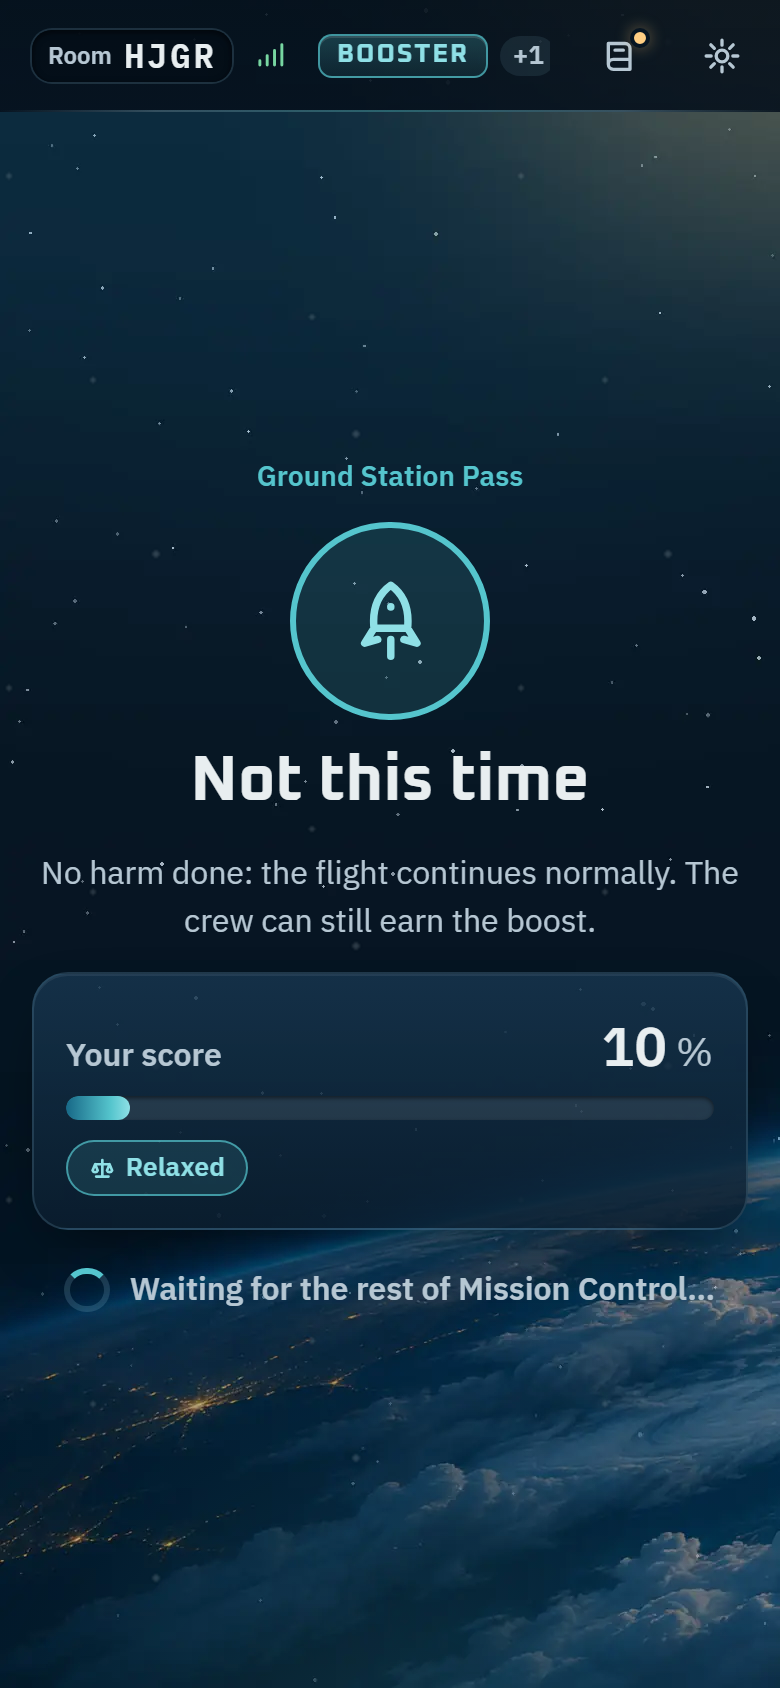 Room HJGR BOOSTER +1
Ground Station Pass
Not this time
No harm done: the flight continues normally. The
crew can still earn the boost.
Your score 10 %
Relaxed
Waiting for the rest of Mission Control...